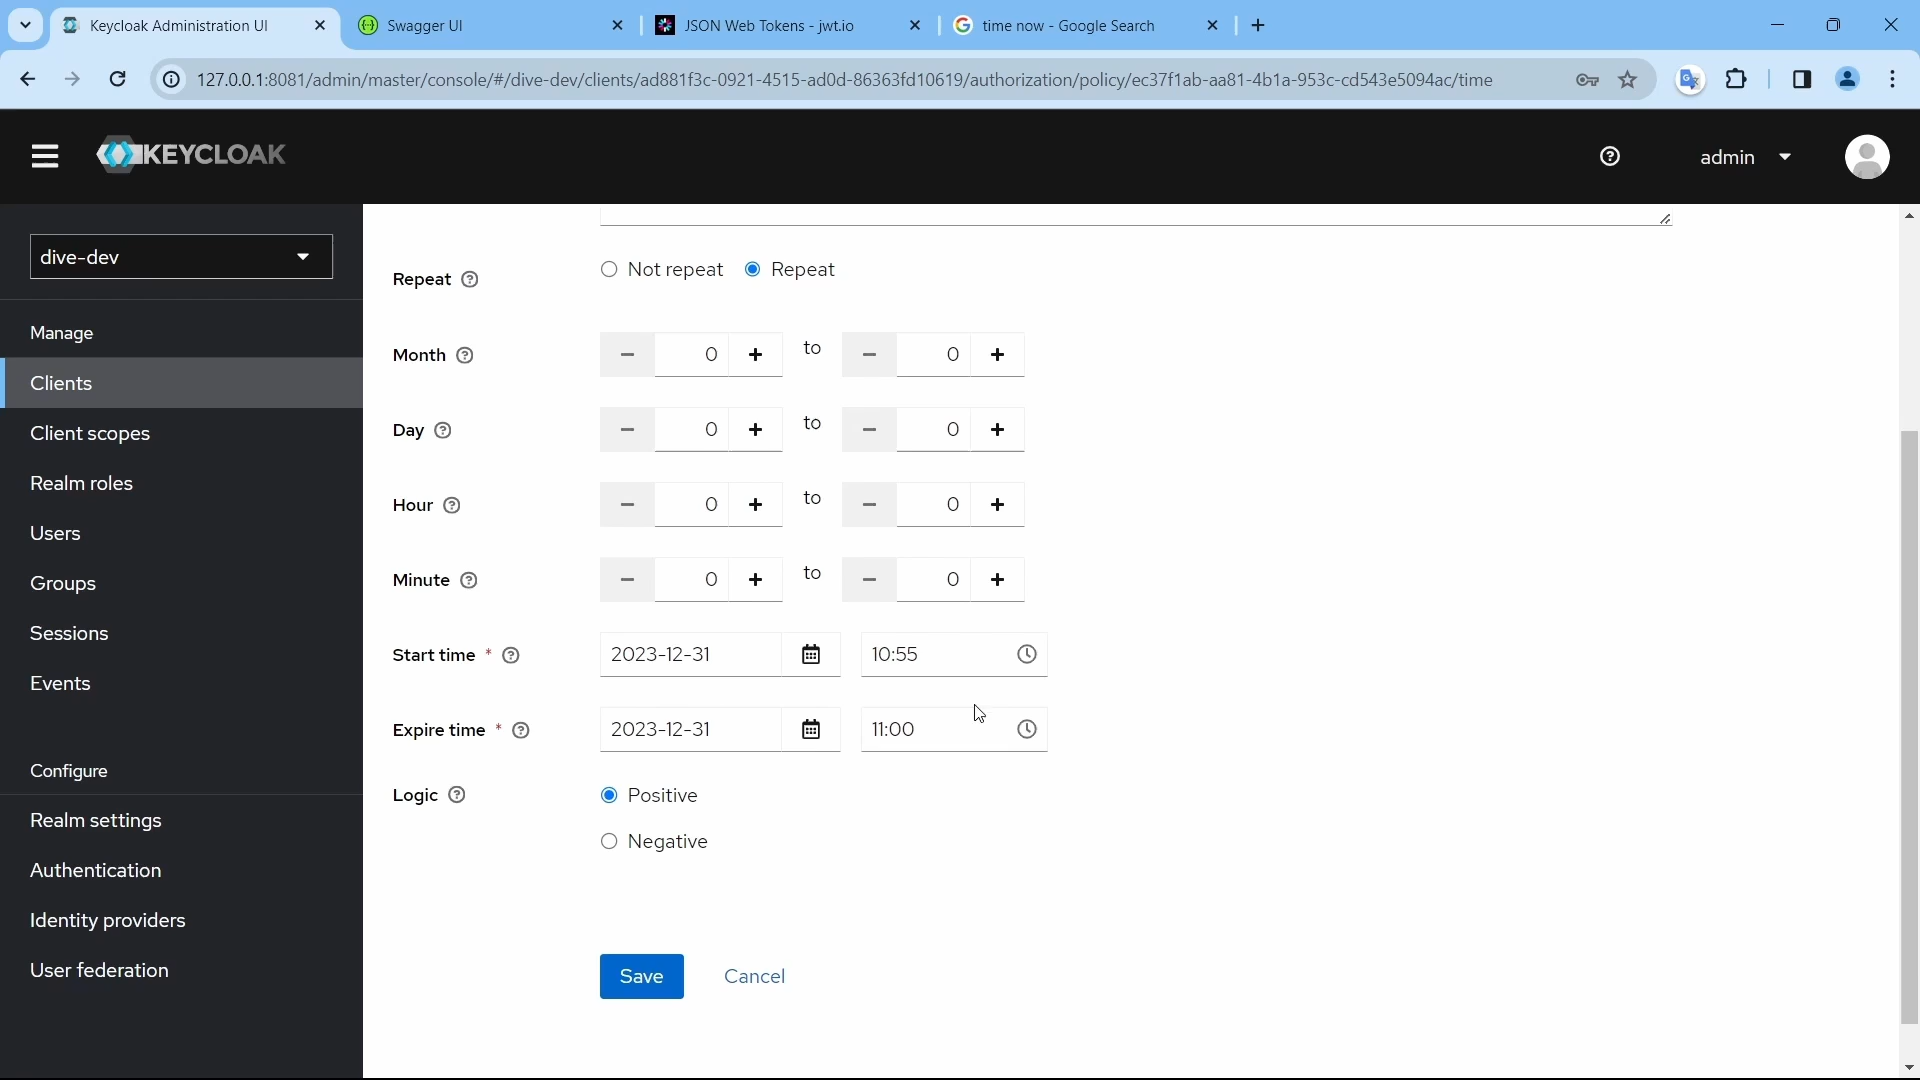 Keycloak Administration UI
Swagger UI
JSON Web Tokens - jwt.io
time now - Google Search
127.0.0.1:8081/admin/master/console/#/dive-dev/clients/ad881f3c-0921-4515-ad0d-86363fd10619/authorization/policy/ec37f1ab-aa81-4b1a-953c-cd543e5094ac/time
KEYCLOAK
admin
dive-dev
Manage
Clients
Client scopes
Realm roles
Users
Groups
Sessions
Events
Configure
Realm settings
Authentication
Identity providers
User federation
Repeat Not repeat Repeat
Month 0 to 0
Day 0 to 0
Hour 0 to 0
Minute 0 to 0
Start time * 2023-12-31 10:55
Expire time * 2023-12-31 11:00
Logic Positive
Negative
Save Cancel